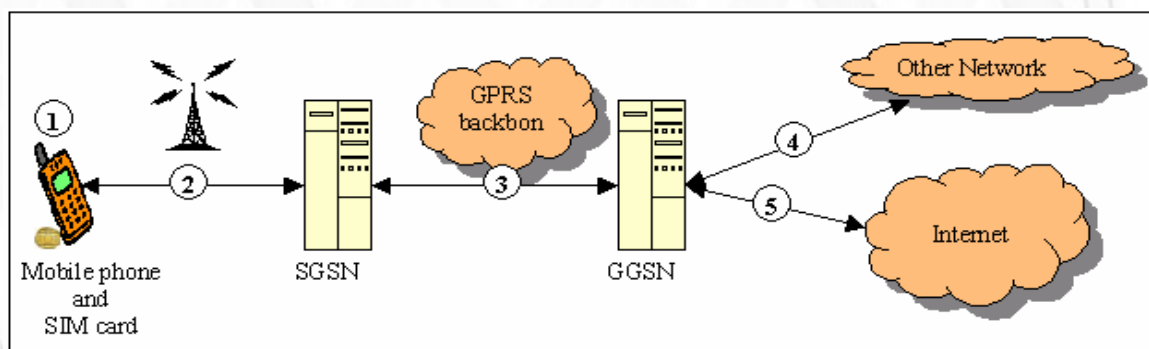 1
2
3
4
5
GPRS
backbon
Other Network
Internet
SGSN
GGSN
Mobile phone
and
SIM card